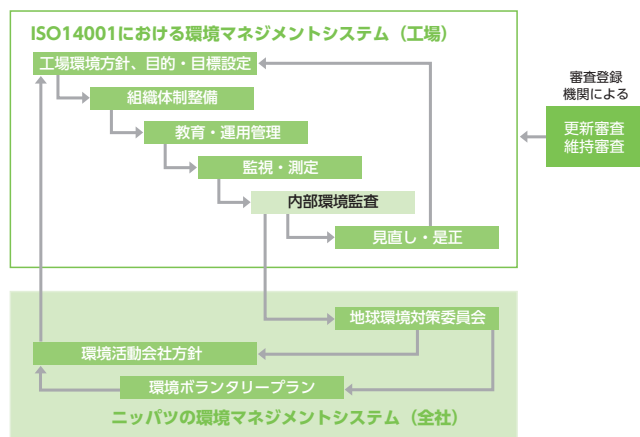 ISO14001における環境マネジメントシステム（工場）
工場環境方針、目的・目標設定
組織体制整備
教育・運用管理
監視・測定
内部環境監査
見直し・是正
審査登録
機関による
更新審査
維持審査
地球環境対策委員会
環境活動会社方針
環境ボランタリープラン
ニッパツの環境マネジメントシステム（全社）